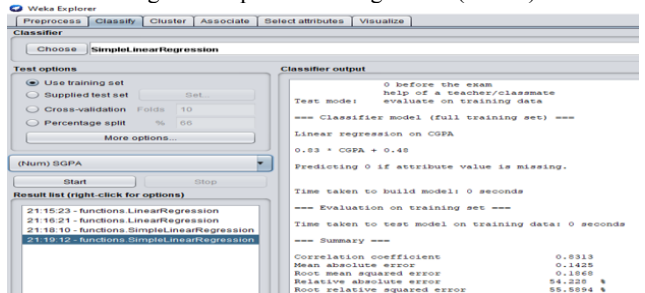 Weka Explorer
Preprocess Classify Cluster Associate Select attributes Visualize
Classifier
Choose SimpleLinearRegression
Test options
Use training set
Supplied test set Set...
Cross-validation Folds 10
Percentage split % 66
More options...
(Num) SGPA
Start Stop
Result list (right-click for options)
21:15:23 - functions.LinearRegression
21:16:21 - functions.LinearRegression
21:18:10 - functions.SimpleLinearRegression
21:19:12 - functions.SimpleLinearRegression
Classifier output
0 before the exam
help of a teacher/classmate
Test mode: evaluate on training data
=== Classifier model (full training set) ===
Linear regression on CGPA
0.83 * CGPA + 0.48
Predicting 0 if attribute value is missing.
Time taken to build model: 0 seconds
=== Evaluation on training set ===
Time taken to test model on training data: 0 seconds
=== Summary ===
Correlation coefficient 0.8313
Mean absolute error 0.1425
Root mean squared error 0.1868
Relative absolute error 54.228 %
Root relative squared error 55.5894 %